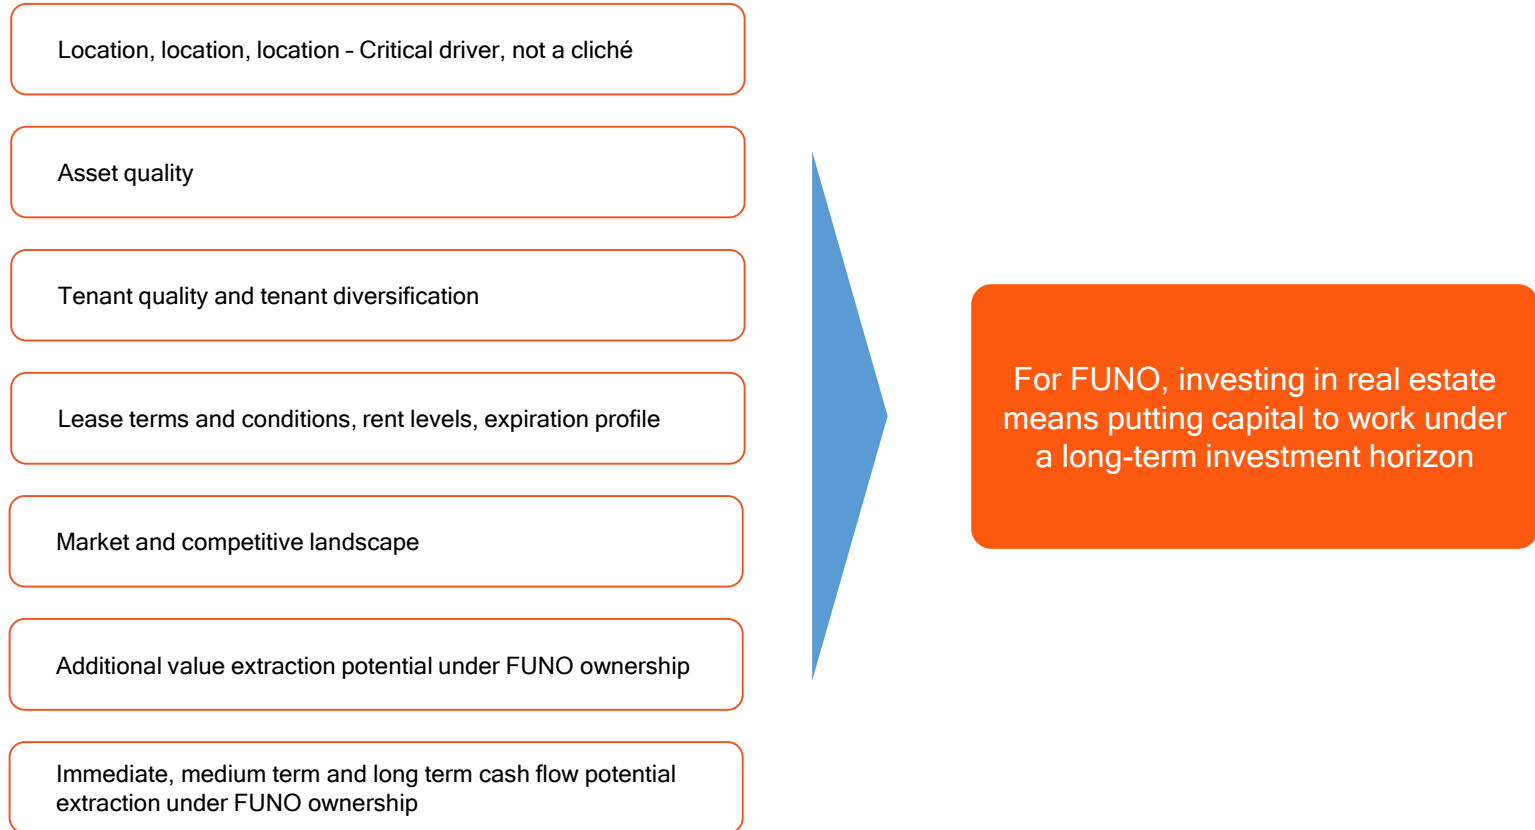 Location, location, location – Critical driver, not a cliché
Asset quality
Tenant quality and tenant diversification
Lease terms and conditions, rent levels, expiration profile
Market and competitive landscape
Additional value extraction potential under FUNO ownership
Immediate, medium term and long term cash flow potential
extraction under FUNO ownership
For FUNO, investing in real estate
means putting capital to work under
a long-term investment horizon